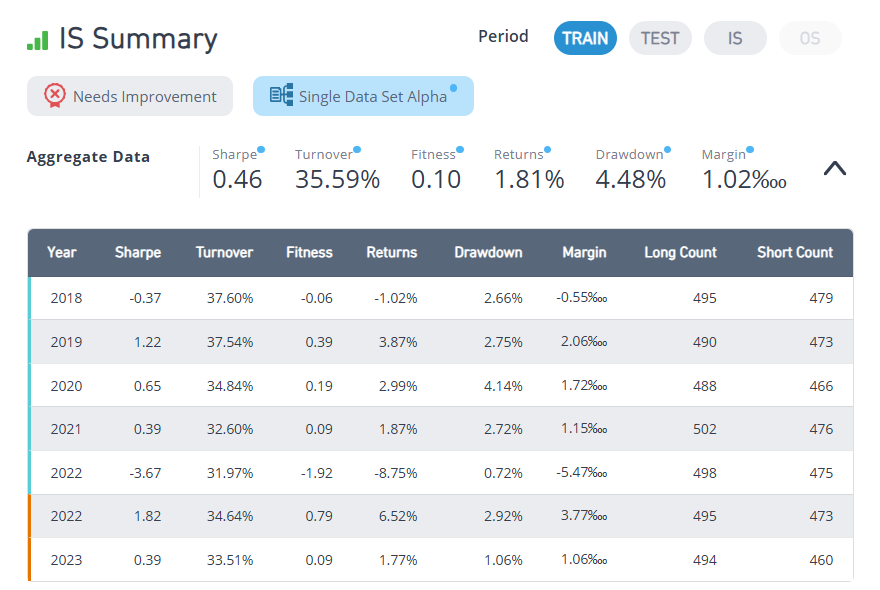 IS Summary
Period TRAIN TEST IS OS
Needs Improvement Single Data Set Alpha
Aggregate Data Sharpe Turnover Fitness Returns Drawdown Margin
0.46 35.59% 0.10 1.81% 4.48% 1.02‱
Year Sharpe Turnover Fitness Returns Drawdown Margin Long Count Short Count
2018 -0.37 37.60% -0.06 -1.02% 2.66% -0.55‱ 495 479
2019 1.22 37.54% 0.39 3.87% 2.75% 2.06‱ 490 473
2020 0.65 34.84% 0.19 2.99% 4.14% 1.72‱ 488 466
2021 0.39 32.60% 0.09 1.87% 2.72% 1.15‱ 502 476
2022 -3.67 31.97% -1.92 -8.75% 0.72% -5.47‱ 498 475
2022 1.82 34.64% 0.79 6.52% 2.92% 3.77‱ 495 473
2023 0.39 33.51% 0.09 1.77% 1.06% 1.06‱ 494 460